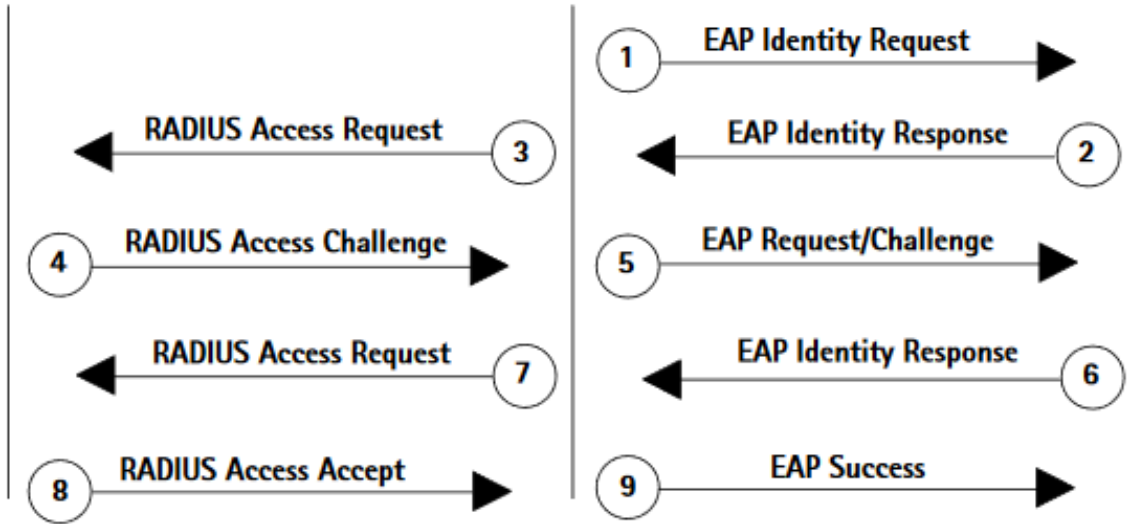 1 EAP Identity Request
RADIUS Access Request 3 EAP Identity Response 2
4 RADIUS Access Challenge 5 EAP Request/Challenge
RADIUS Access Request 7 EAP Identity Response 6
8 RADIUS Access Accept 9 EAP Success